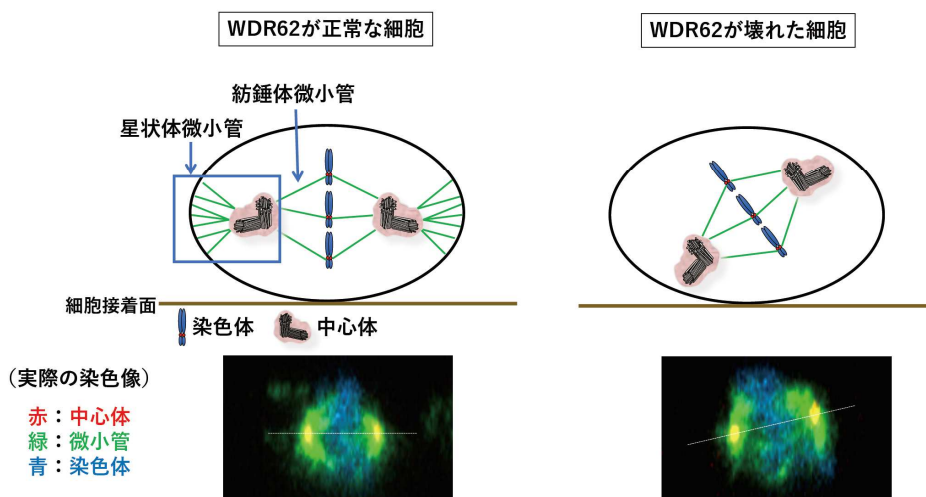 WDR62が正常な細胞
WDR62が壊れた細胞
紡錘体微小管
星状体微小管
細胞接着面
染色体
中心体
（実際の染色像）
赤：中心体
緑：微小管
青：染色体